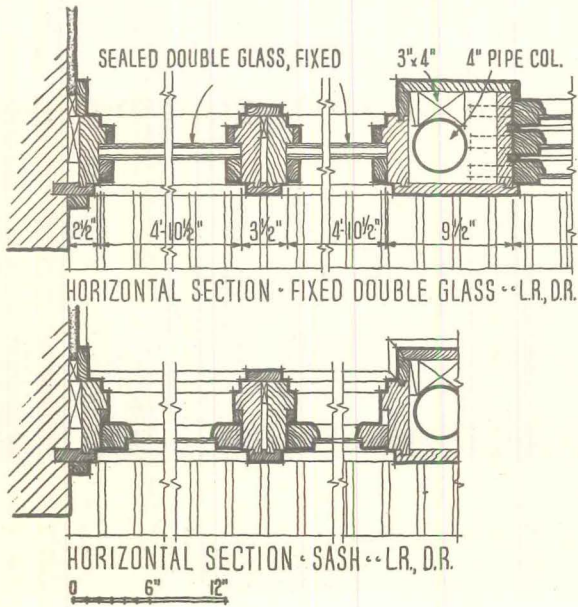 SEALED DOUBLE GLASS, FIXED
3"x4"
4" PIPE COL.
2½" 4'-10½" 3½" 4'-10½" 9½"
HORIZONTAL SECTION · FIXED DOUBLE GLASS ·· L.R., D.R.
HORIZONTAL SECTION · SASH ·· L.R., D.R.
0 6" 12"